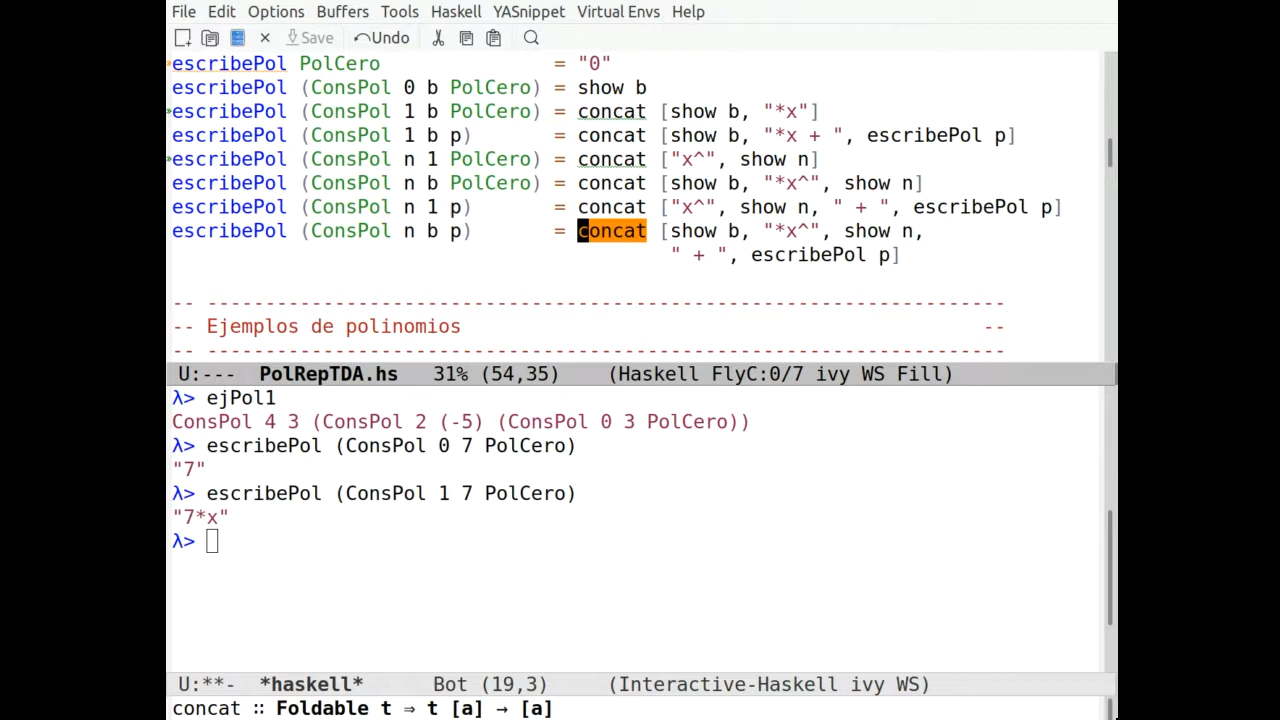 File Edit Options Buffers Tools Haskell YASnippet Virtual Envs Help
Save Undo
escribePol PolCero = "0"
escribePol (ConsPol 0 b PolCero) = show b
escribePol (ConsPol 1 b PolCero) = concat [show b, "*x"]
escribePol (ConsPol 1 b p) = concat [show b, "*x + ", escribePol p]
escribePol (ConsPol n 1 PolCero) = concat ["x^", show n]
escribePol (ConsPol n b PolCero) = concat [show b, "*x^", show n]
escribePol (ConsPol n 1 p) = concat ["x^", show n, " + ", escribePol p]
escribePol (ConsPol n b p) = concat [show b, "*x^", show n,
" + ", escribePol p]
-- ---------------------------------------------------------------------
-- Ejemplos de polinomios --
-- ---------------------------------------------------------------------
U:--- PolRepTDA.hs 31% (54,35) (Haskell FlyC:0/7 ivy WS Fill)
λ> ejPol1
ConsPol 4 3 (ConsPol 2 (-5) (ConsPol 0 3 PolCero))
λ> escribePol (ConsPol 0 7 PolCero)
"7"
λ> escribePol (ConsPol 1 7 PolCero)
"7*x"
λ>
U:**- *haskell* Bot (19,3) (Interactive-Haskell ivy WS)
concat ∷ Foldable t ⇒ t [a] → [a]